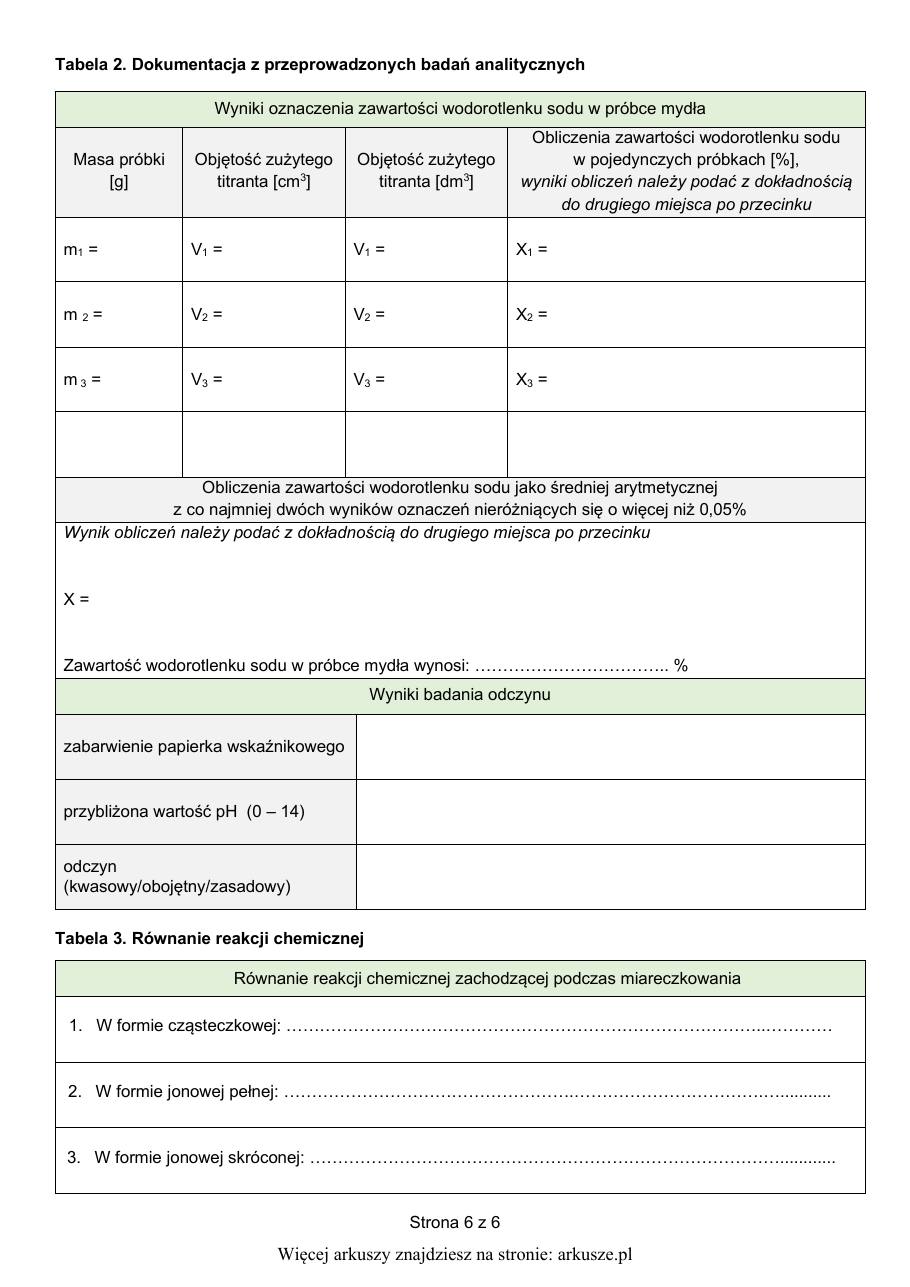 Tabela 2. Dokumentacja z przeprowadzonych badań analitycznych
Wyniki oznaczenia zawartości wodorotlenku sodu w próbce mydła
Masa próbki
[g]
Objętość zużytego
titranta [cm³]
Objętość zużytego
titranta [dm³]
Obliczenia zawartości wodorotlenku sodu
w pojedynczych próbkach [%],
wyniki obliczeń należy podać z dokładnością
do drugiego miejsca po przecinku
m₁ =
V₁ =
V₁ =
X₁ =
m ₂ =
V₂ =
V₂ =
X₂ =
m ₃ =
V₃ =
V₃ =
X₃ =
Obliczenia zawartości wodorotlenku sodu jako średniej arytmetycznej
z co najmniej dwóch wyników oznaczeń nieróżniących się o więcej niż 0,05%
Wynik obliczeń należy podać z dokładnością do drugiego miejsca po przecinku
X =
Zawartość wodorotlenku sodu w próbce mydła wynosi: …………………………….. %
Wyniki badania odczynu
zabarwienie papierka wskaźnikowego
przybliżona wartość pH (0 – 14)
odczyn
(kwasowy/obojętny/zasadowy)
Tabela 3. Równanie reakcji chemicznej
Równanie reakcji chemicznej zachodzącej podczas miareczkowania
1. W formie cząsteczkowej: …………………………………………………………………………..…………
2. W formie jonowej pełnej: …………………………………………….……………………………….…..........
3. W formie jonowej skróconej: ………………………………………………….………………………...........
Strona 6 z 6
Więcej arkuszy znajdziesz na stronie: arkusze.pl